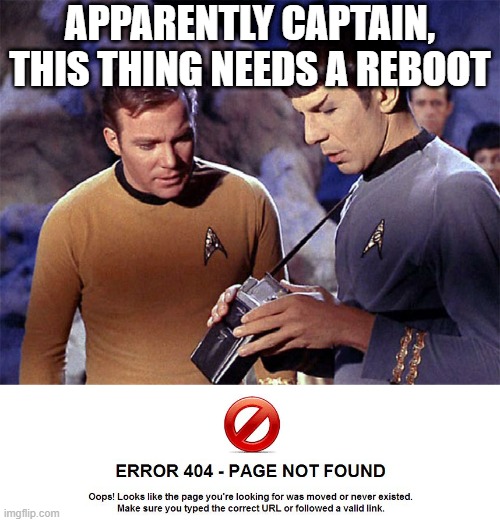 APPARENTLY CAPTAIN,
THIS THING NEEDS A REBOOT
ERROR 404 - PAGE NOT FOUND
Oops! Looks like the page you're looking for was moved or never existed.
Make sure you typed the correct URL or followed a valid link.
imgflip.com